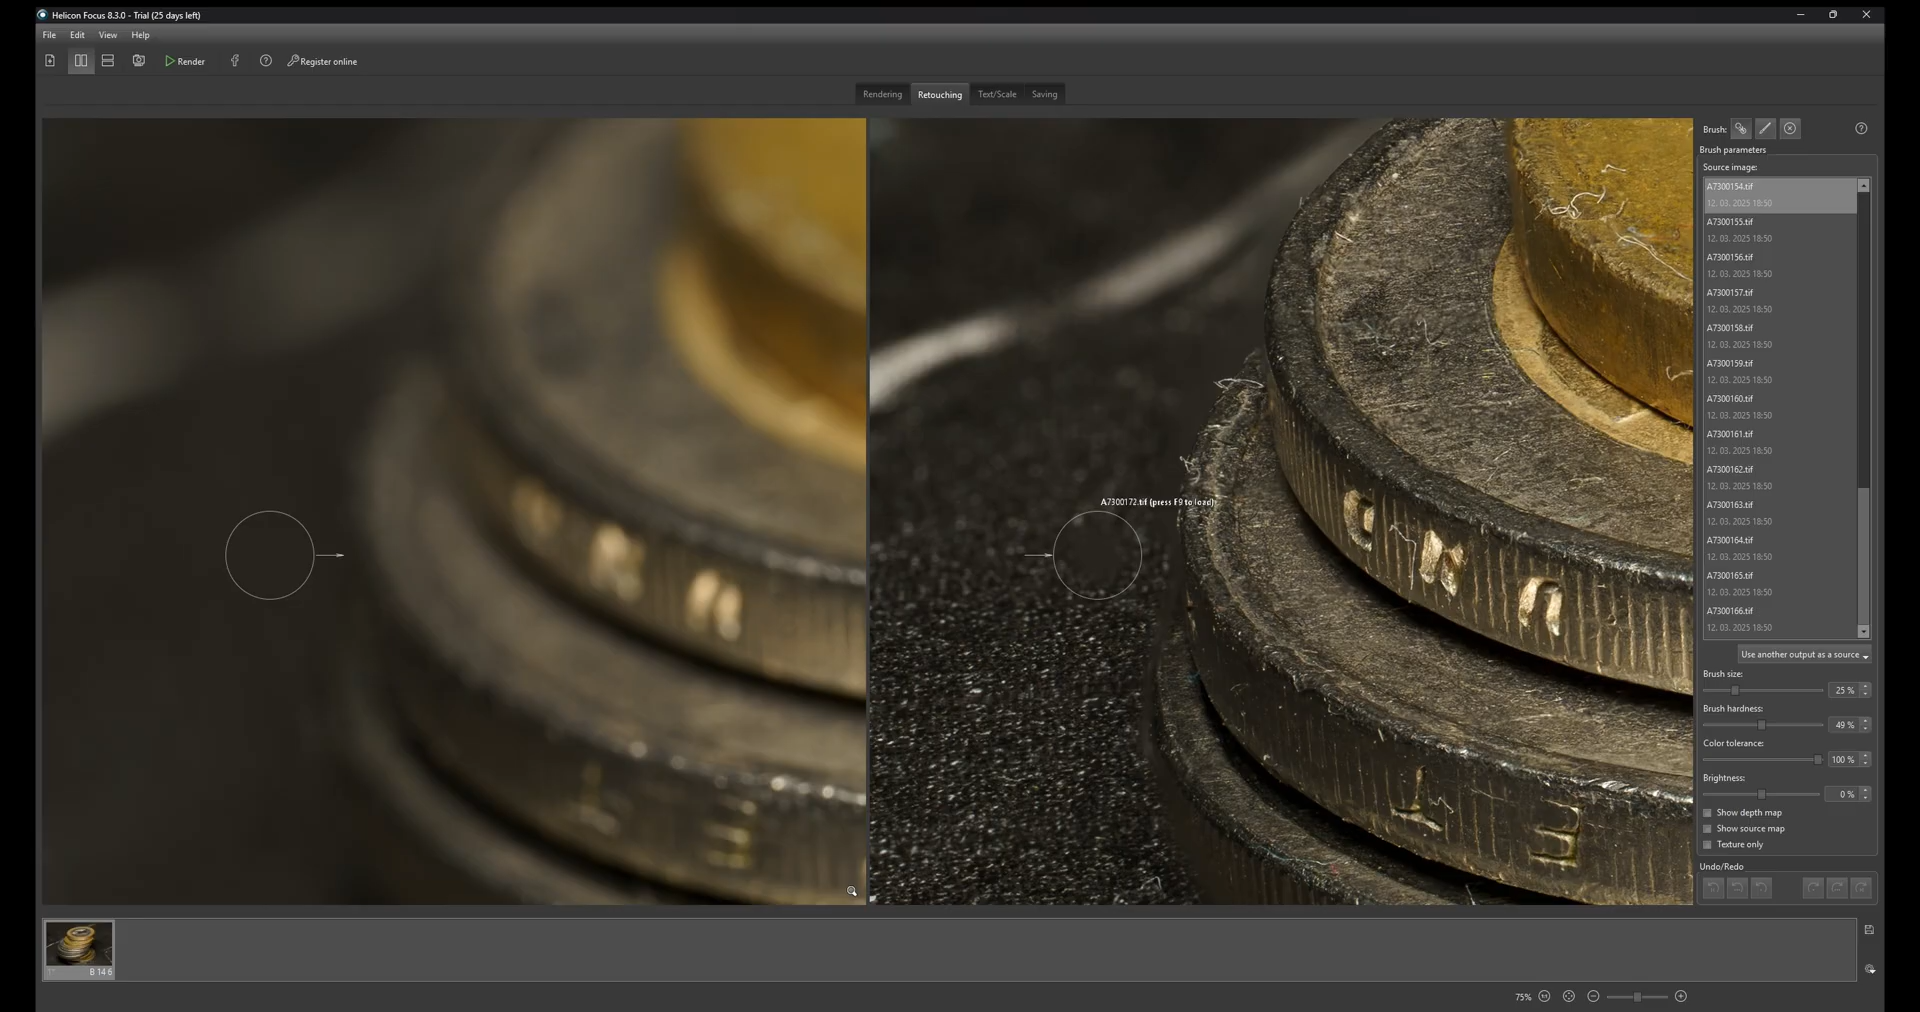 Helicon Focus 8.3.0 - Trial (25 days left)
File Edit View Help
Render Register online
Rendering Retouching Text/Scale Saving
Brush:
Brush parameters
Source image:
A7300154.tif
12. 03. 2025 18:50
A7300155.tif
12. 03. 2025 18:50
A7300156.tif
12. 03. 2025 18:50
A7300157.tif
12. 03. 2025 18:50
A7300158.tif
12. 03. 2025 18:50
A7300159.tif
12. 03. 2025 18:50
A7300160.tif
12. 03. 2025 18:50
A7300161.tif
12. 03. 2025 18:50
A7300162.tif
12. 03. 2025 18:50
A7300163.tif
12. 03. 2025 18:50
A7300164.tif
12. 03. 2025 18:50
A7300165.tif
12. 03. 2025 18:50
A7300166.tif
12. 03. 2025 18:50
A7300172.tif (press F9 to load)
Use another output as a source
Brush size:
25 %
Brush hardness:
49 %
Color tolerance:
100 %
Brightness:
0 %
Show depth map
Show source map
Texture only
Undo/Redo
B 14 6
75%